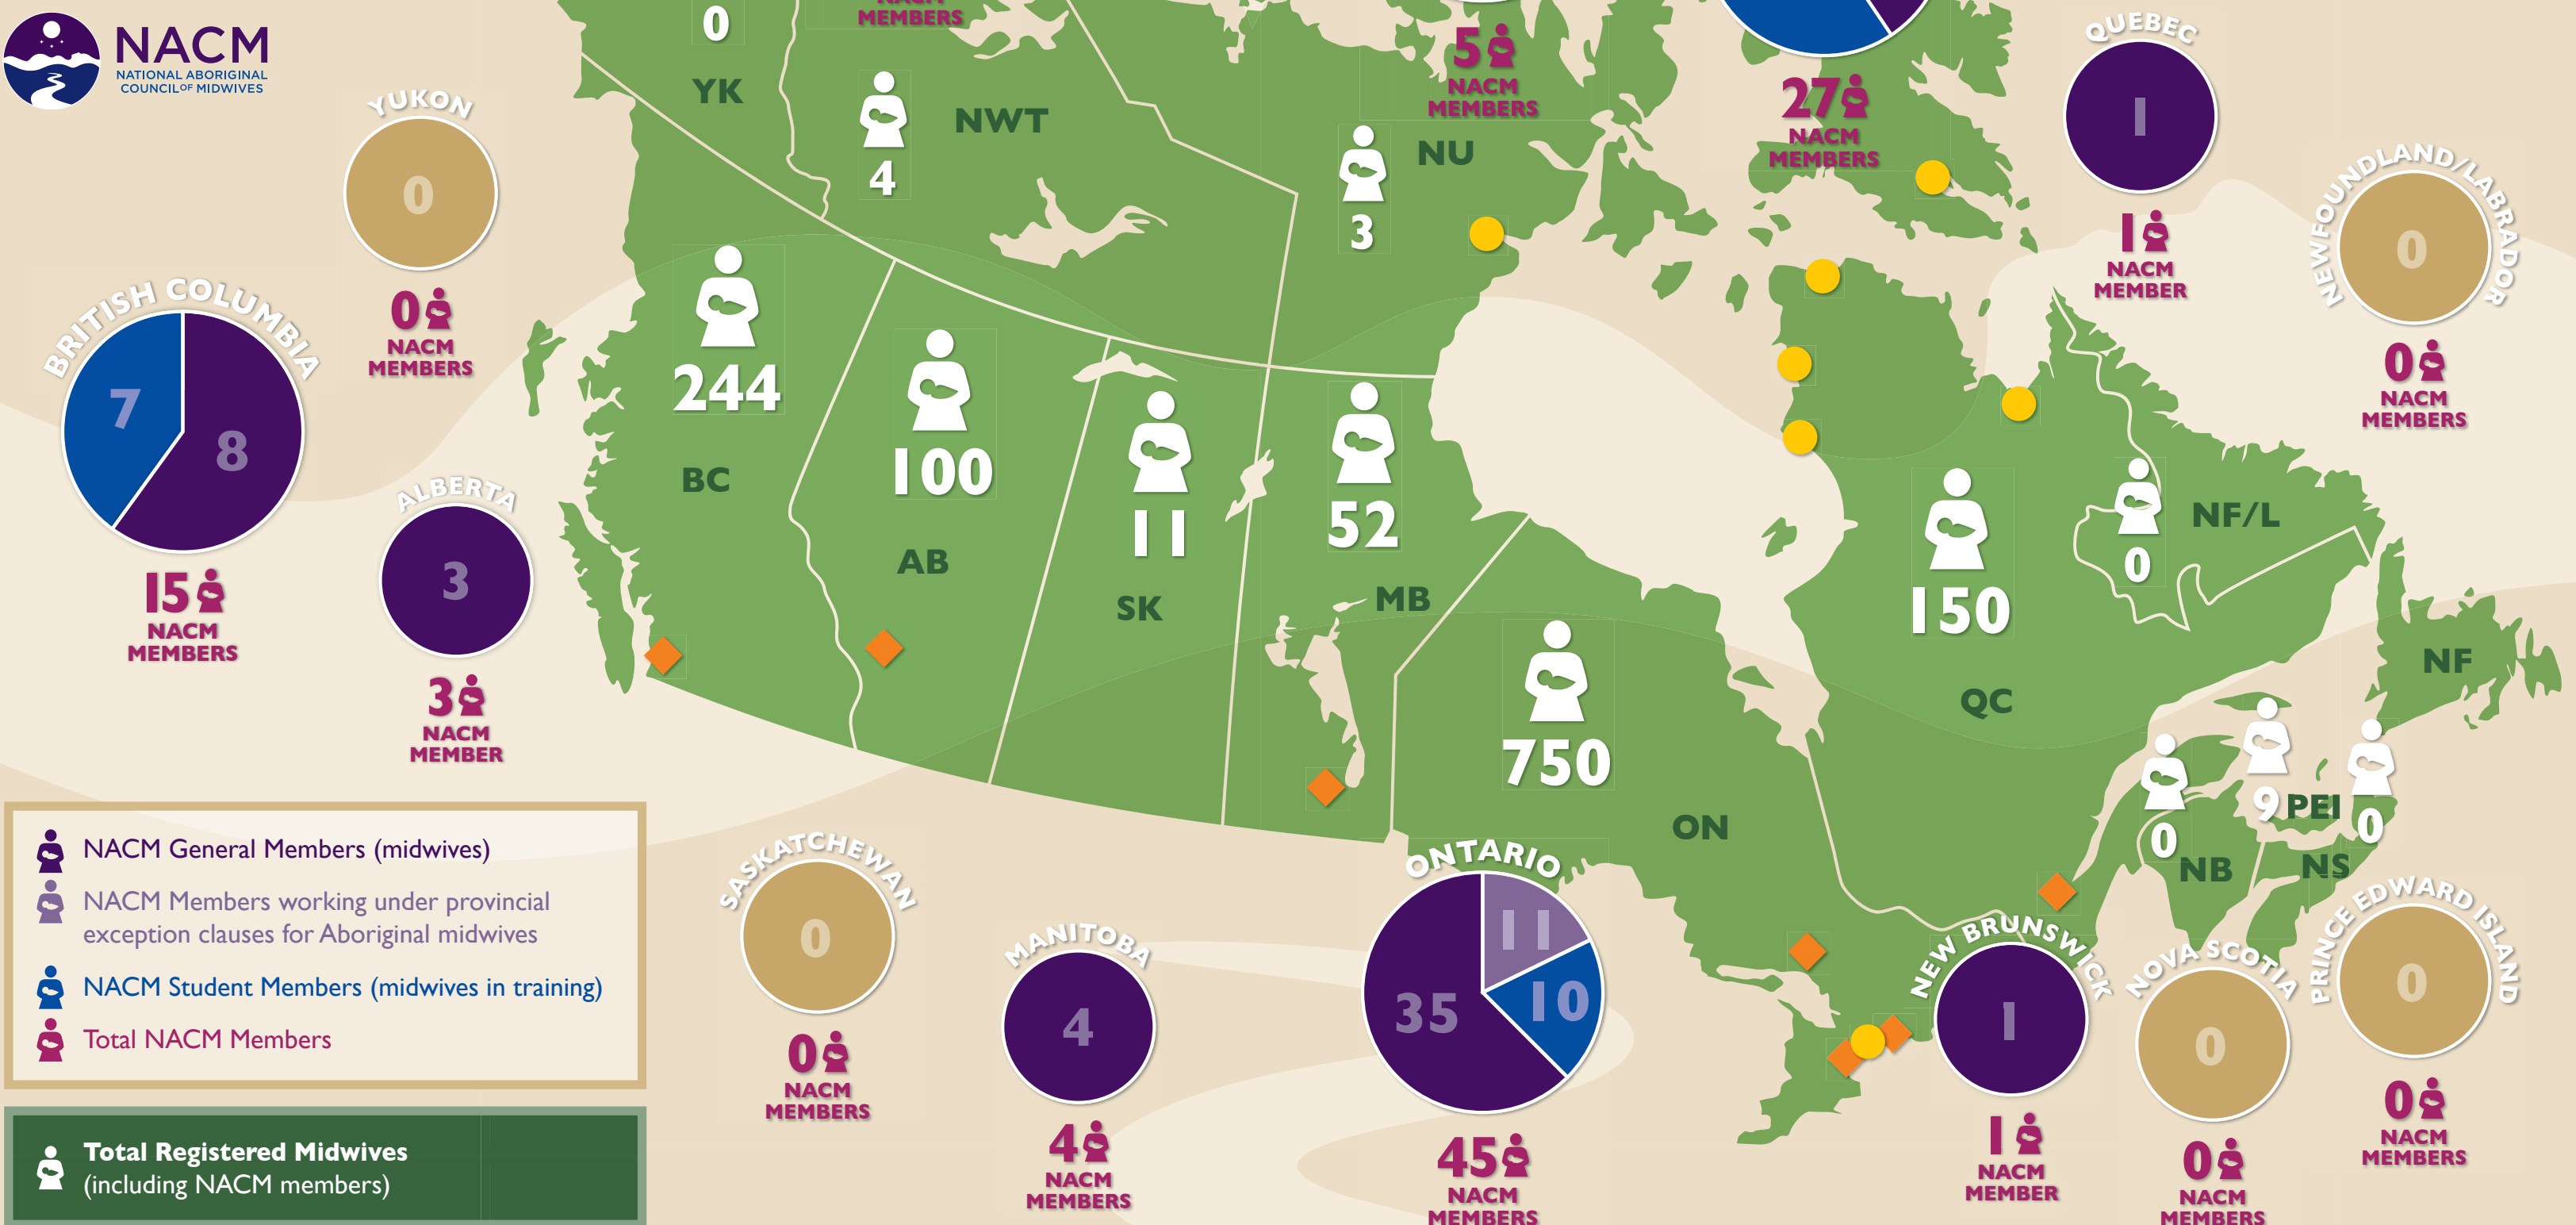 NACM
NATIONAL ABORIGINAL
COUNCIL OF MIDWIVES
YUKON
0
0
NACM
MEMBERS
BRITISH COLUMBIA
7
8
15
NACM
MEMBERS
ALBERTA
3
3
NACM
MEMBER
0
YK
MEMBERS
4
NWT
5
NACM
MEMBERS
3
NU
27
NACM
MEMBERS
QUEBEC
1
1
NACM
MEMBER
NEWFOUNDLAND/LABRADOR
0
0
NACM
MEMBERS
244
BC
100
AB
11
SK
52
MB
750
ON
150
QC
0
NF/L
NF
0
NB
9
PEI
0
NS
NACM General Members (midwives)
NACM Members working under provincial
exception clauses for Aboriginal midwives
NACM Student Members (midwives in training)
Total NACM Members
Total Registered Midwives
(including NACM members)
SASKATCHEWAN
0
0
NACM
MEMBERS
MANITOBA
4
4
NACM
MEMBERS
ONTARIO
11
35
10
45
NACM
MEMBERS
NEW BRUNSWICK
1
1
NACM
MEMBER
NOVA SCOTIA
0
0
NACM
MEMBERS
PRINCE EDWARD ISLAND
0
0
NACM
MEMBERS